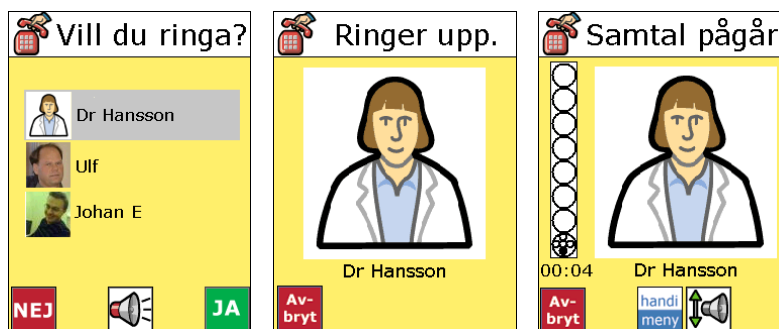 Vill du ringa?
Dr Hansson
Ulf
Johan E
NEJ
JA
Ringer upp.
Dr Hansson
Av-
bryt
Samtal pågår
00:04
Dr Hansson
Av-
bryt
handi
meny